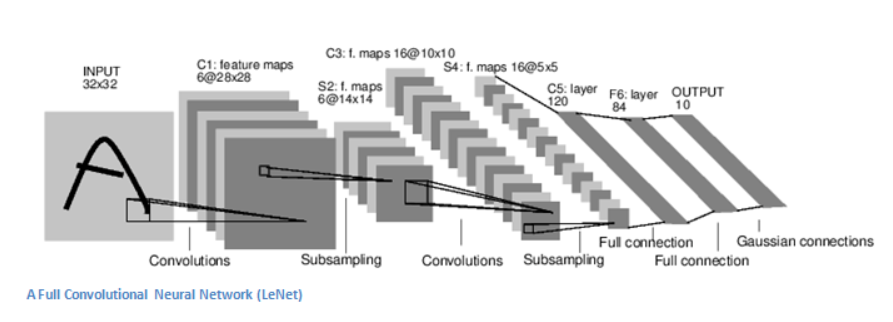 INPUT
32x32
C1: feature maps
6@28x28
S2: f. maps
6@14x14
C3: f. maps 16@10x10
S4: f. maps 16@5x5
C5: layer
120
F6: layer
84
OUTPUT
10
Convolutions
Subsampling
Convolutions
Subsampling
Full connection
Full connection
Gaussian connections
A Full Convolutional Neural Network (LeNet)